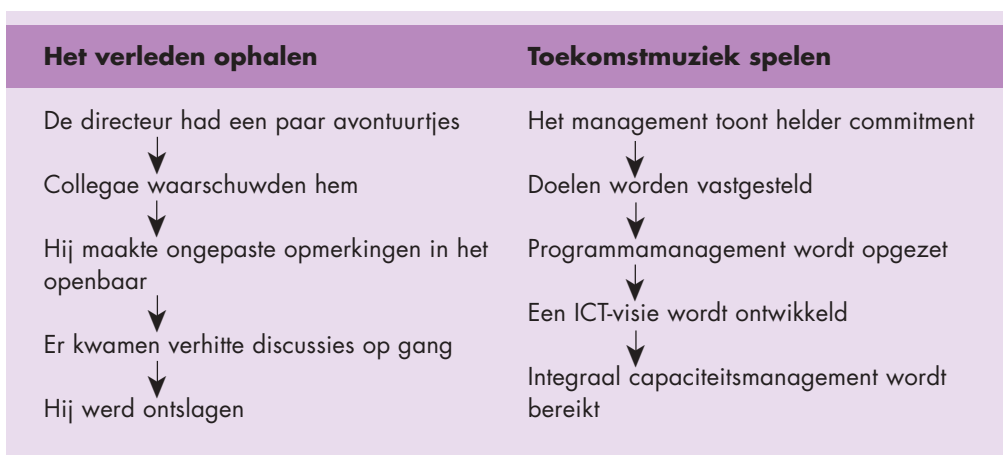 Het verleden ophalen
De directeur had een paar avontuurtjes
Collegae waarschuwden hem
Hij maakte ongepaste opmerkingen in het
openbaar
Er kwamen verhitte discussies op gang
Hij werd ontslagen
Toekomstmuziek spelen
Het management toont helder commitment
Doelen worden vastgesteld
Programmamanagement wordt opgezet
Een ICT-visie wordt ontwikkeld
Integraal capaciteitsmanagement wordt
bereikt